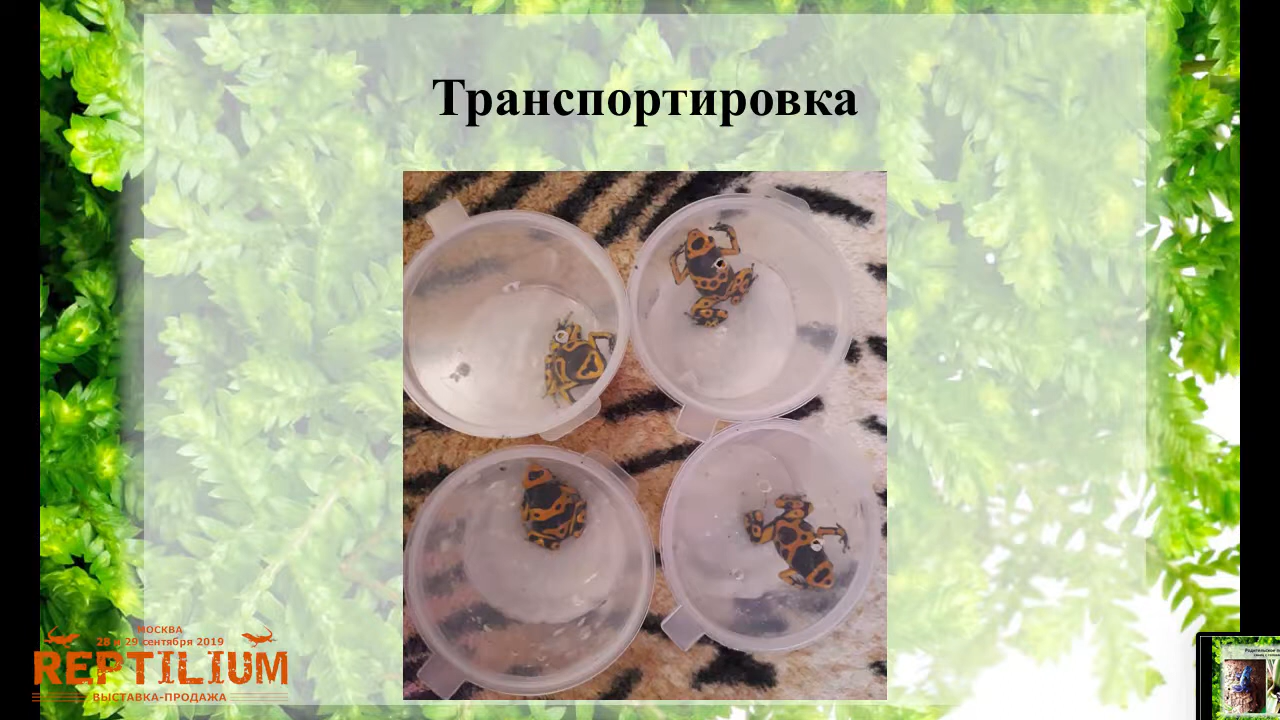 Транспортировка
МОСКВА
28 и 29 сентября 2019
REPTILIUM
ВЫСТАВКА-ПРОДАЖА